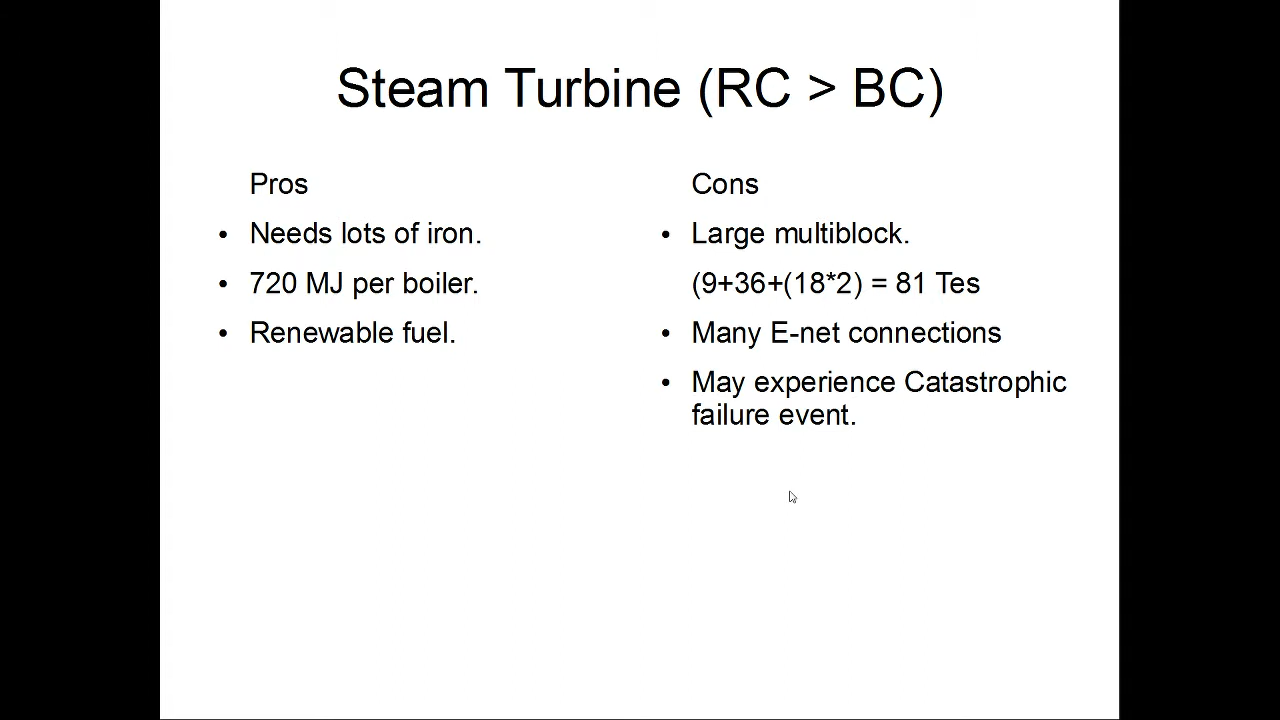 Steam Turbine (RC > BC)
Pros
• Needs lots of iron.
• 720 MJ per boiler.
• Renewable fuel.
Cons
• Large multiblock.
(9+36+(18*2) = 81 Tes
• Many E-net connections
• May experience Catastrophic
failure event.